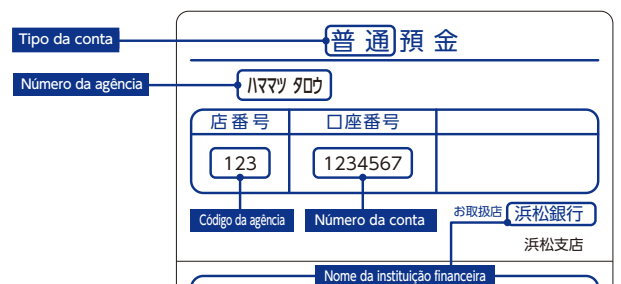 Tipo da conta
普通預金
Número da agência
ハママツ タロウ
店番号
口座番号
123
1234567
Código da agência
Número da conta
お取扱店
浜松銀行
浜松支店
Nome da instituição financeira